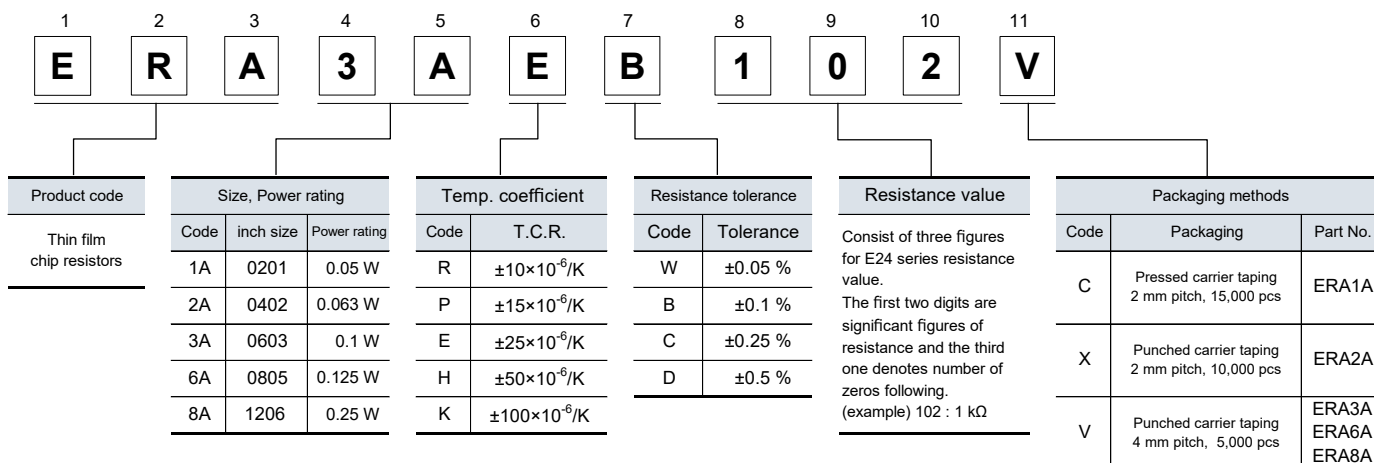 1 2 3 4 5 6 7 8 9 10 11
E R A 3 A E B 1 0 2 V
Product code
Thin film
chip resistors
Size, Power rating
Code inch size Power rating
1A 0201 0.05 W
2A 0402 0.063 W
3A 0603 0.1 W
6A 0805 0.125 W
8A 1206 0.25 W
Temp. coefficient
Code T.C.R.
R ±10×10⁻⁶/K
P ±15×10⁻⁶/K
E ±25×10⁻⁶/K
H ±50×10⁻⁶/K
K ±100×10⁻⁶/K
Resistance tolerance
Code Tolerance
W ±0.05 %
B ±0.1 %
C ±0.25 %
D ±0.5 %
Resistance value
Consist of three figures
for E24 series resistance
value.
The first two digits are
significant figures of
resistance and the third
one denotes number of
zeros following.
(example) 102 : 1 kΩ
Packaging methods
Code Packaging Part No.
C Pressed carrier taping
2 mm pitch, 15,000 pcs
ERA1A
X Punched carrier taping
2 mm pitch, 10,000 pcs
ERA2A
V Punched carrier taping
4 mm pitch, 5,000 pcs
ERA3A
ERA6A
ERA8A